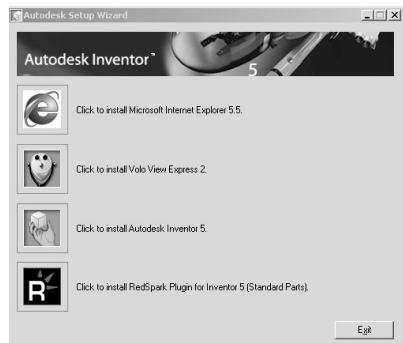 Autodesk Setup Wizard
Autodesk Inventor™
5
Click to install Microsoft Internet Explorer 5.5.
Click to install Volo View Express 2.
Click to install Autodesk Inventor 5.
R
Click to install RedSpark Plugin for Inventor 5 (Standard Parts).
Exit